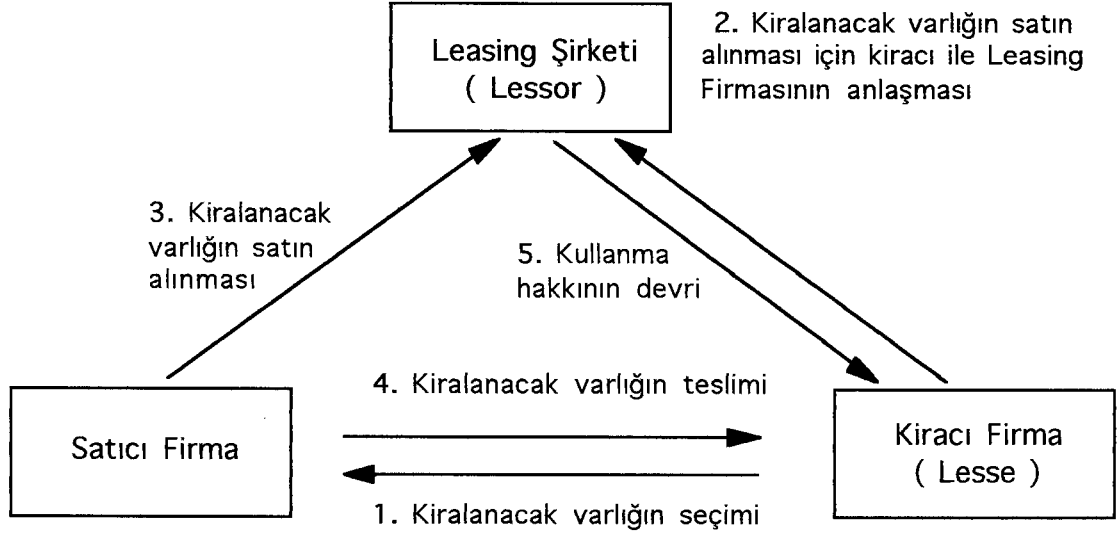 Leasing Şirketi
( Lessor )
2. Kiralanacak varlığın satın
alınması için kiracı ile Leasing
Firmasının anlaşması
3. Kiralanacak
varlığın satın
alınması
5. Kullanma
hakkının devri
4. Kiralanacak varlığın teslimi
Satıcı Firma
Kiracı Firma
( Lesse )
1. Kiralanacak varlığın seçimi